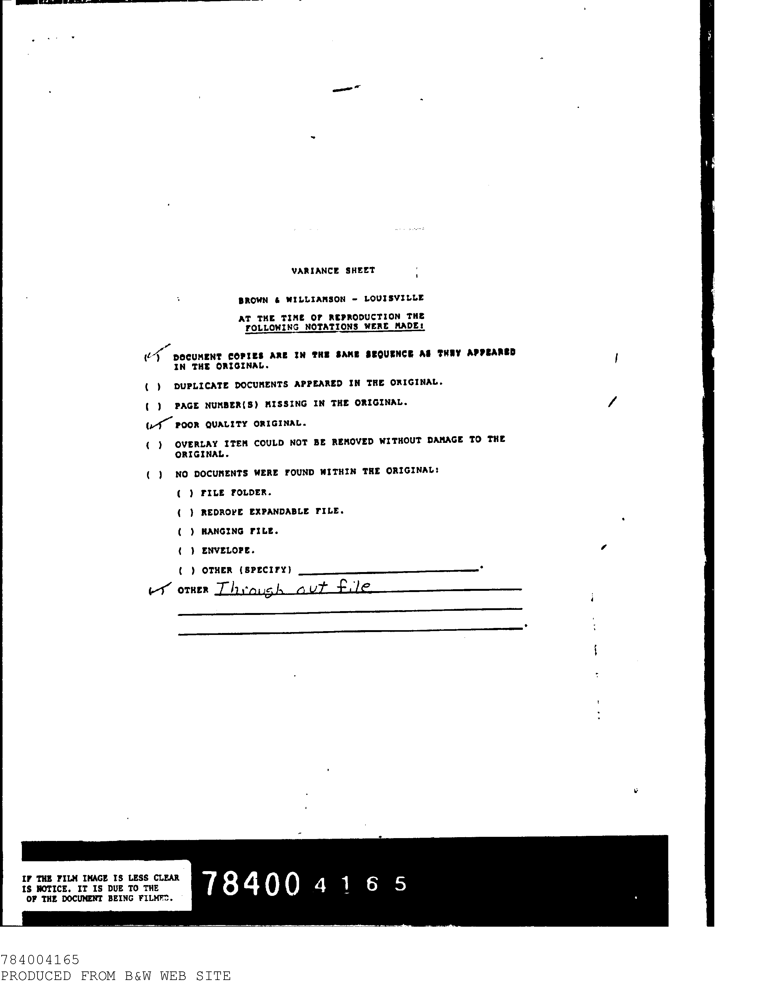 VARIANCE SHEET
BROWN & WILLIAMSON - LOUISVILLE
AT THE TIME OF REPRODUCTION THE
FOLLOWING NOTATIONS WERE MADE:
(✓) DOCUMENT COPIES ARE IN THE SAME SEQUENCE AS THEY APPEARED
IN THE ORIGINAL.
( ) DUPLICATE DOCUMENTS APPEARED IN THE ORIGINAL.
( ) PAGE NUMBER(S) MISSING IN THE ORIGINAL.
(✓) POOR QUALITY ORIGINAL.
( ) OVERLAY ITEM COULD NOT BE REMOVED WITHOUT DAMAGE TO THE
ORIGINAL.
( ) NO DOCUMENTS WERE FOUND WITHIN THE ORIGINAL:
( ) FILE FOLDER.
( ) REDROPE EXPANDABLE FILE.
( ) HANGING FILE.
( ) ENVELOPE.
( ) OTHER (SPECIFY) ____________________.
(✓) OTHER Through out file
IF THE FILM IMAGE IS LESS CLEAR
IS NOTICE. IT IS DUE TO THE
OF THE DOCUMENT BEING FILMED.
78400 4165
784004165
PRODUCED FROM B&W WEB SITE